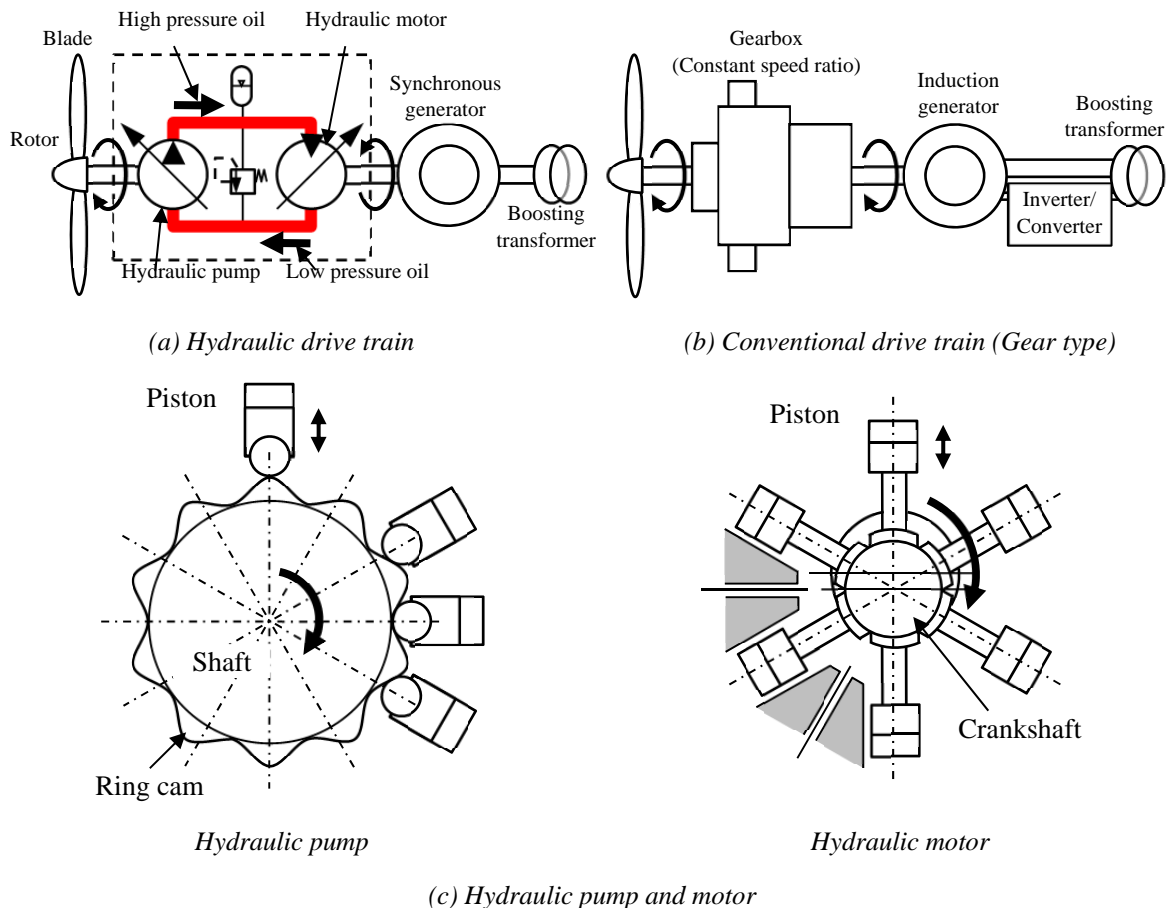 High pressure oil
Hydraulic motor
Blade
Synchronous
generator
Rotor
Boosting
transformer
Hydraulic pump
Low pressure oil
(a) Hydraulic drive train
Gearbox
(Constant speed ratio)
Induction
generator
Boosting
transformer
Inverter/
Converter
(b) Conventional drive train (Gear type)
Piston
Shaft
Ring cam
Hydraulic pump
Piston
Crankshaft
Hydraulic motor
(c) Hydraulic pump and motor